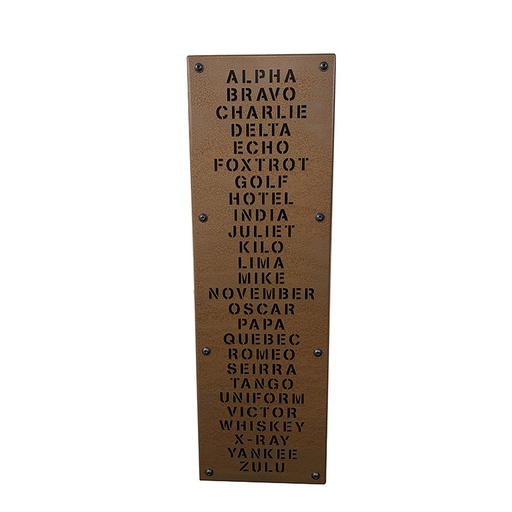 ALPHA
BRAVO
CHARLIE
DELTA
ECHO
FOXTROT
GOLF
HOTEL
INDIA
JULIET
KILO
LIMA
MIKE
NOVEMBER
OSCAR
PAPA
QUEBEC
ROMEO
SEIRRA
TANGO
UNIFORM
VICTOR
WHISKEY
X-RAY
YANKEE
ZULU